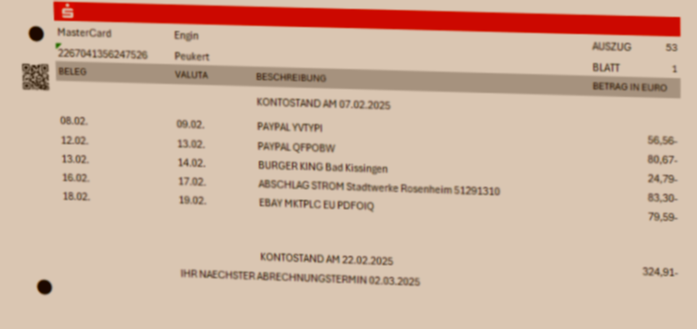 MasterCard Engin AUSZUG 53
2267041356247526 Peukert BLATT 1
BELEG VALUTA BESCHREIBUNG BETRAG IN EURO
KONTOSTAND AM 07.02.2025
08.02. 09.02. PAYPAL YVTYPI 56,56-
12.02. 13.02. PAYPAL QFPOBW 80,67-
13.02. 14.02. BURGER KING Bad Kissingen 24,79-
16.02. 17.02. ABSCHLAG STROM Stadtwerke Rosenheim 51291310 83,30-
18.02. 19.02. EBAY MKTPLC EU PDFOIQ 79,59-
KONTOSTAND AM 22.02.2025 324,91-
IHR NAECHSTER ABRECHNUNGSTERMIN 02.03.2025